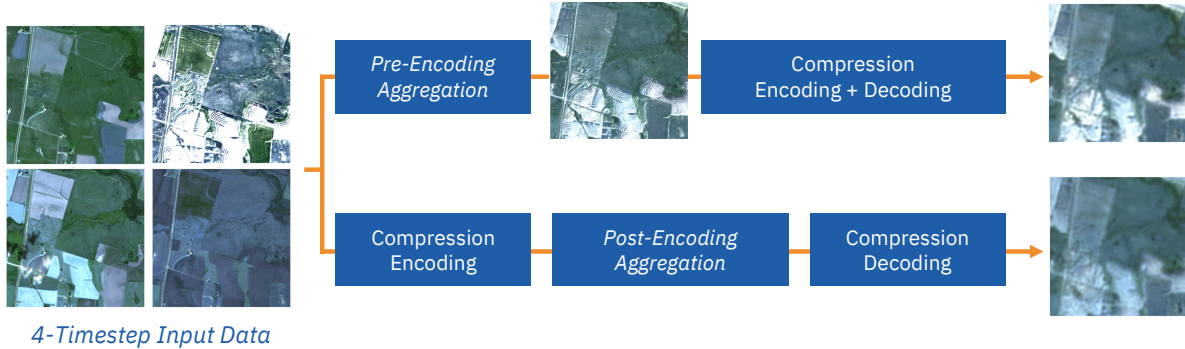 Pre-Encoding
Aggregation
Compression
Encoding + Decoding
Compression
Encoding
Post-Encoding
Aggregation
Compression
Decoding
4-Timestep Input Data